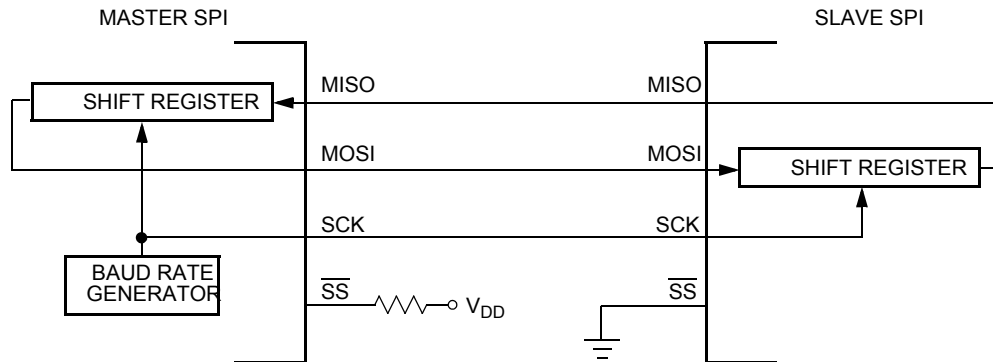 MASTER SPI
SLAVE SPI
SHIFT REGISTER
MISO
MISO
MOSI
MOSI
SHIFT REGISTER
SCK
SCK
BAUD RATE
GENERATOR
SS
VDD
SS